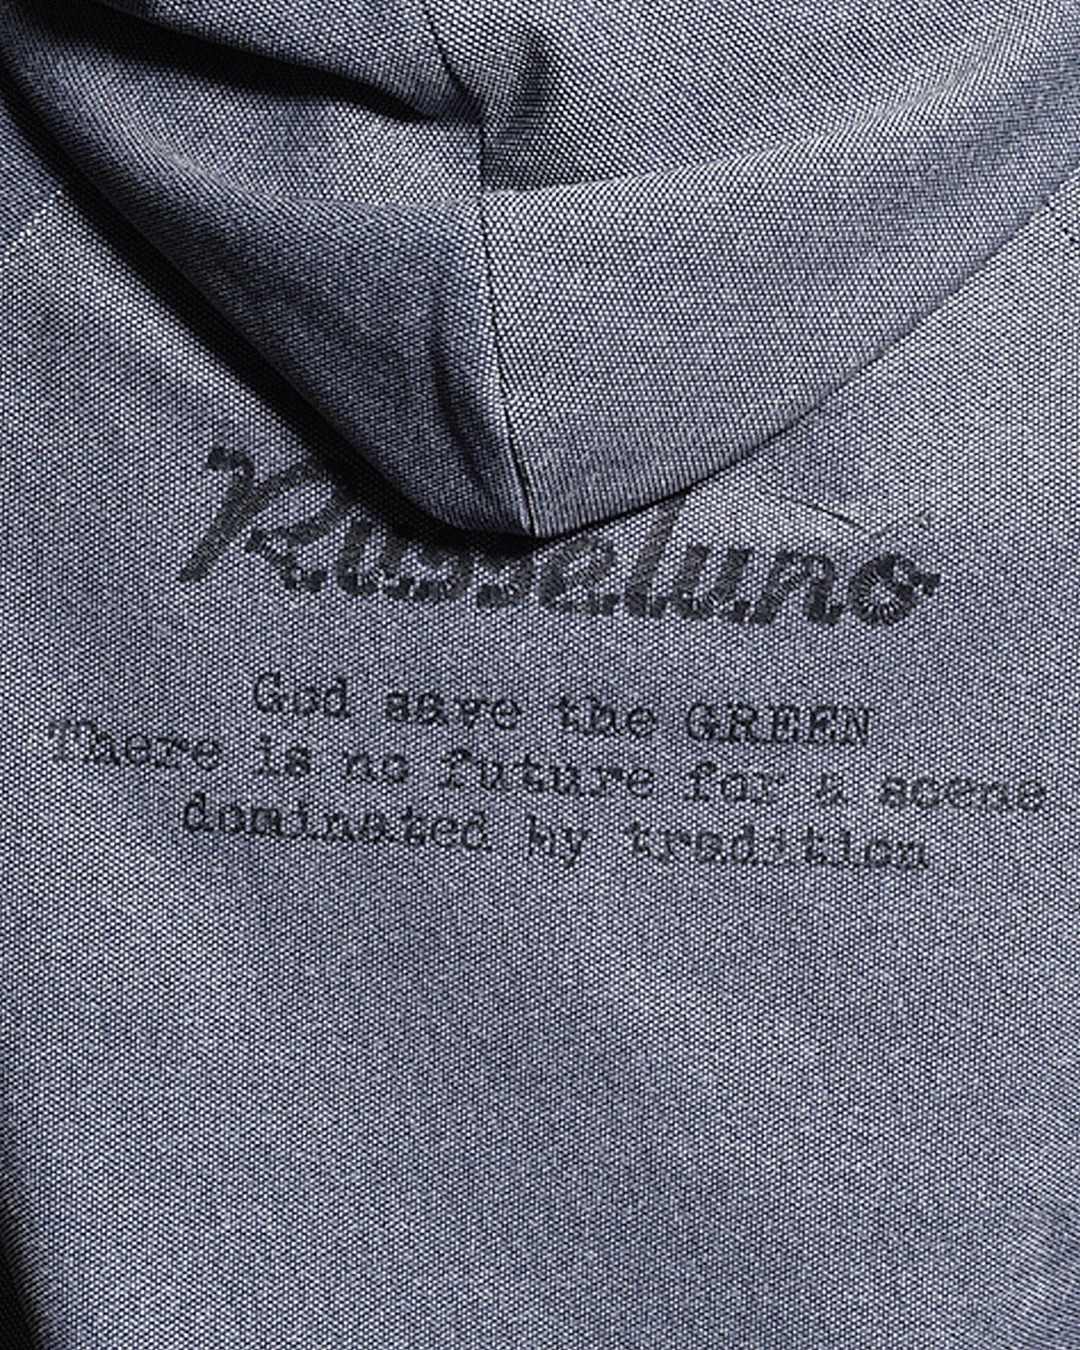 Russeluno
God save the GREEN
There is no future for a scene
dominated by tradition